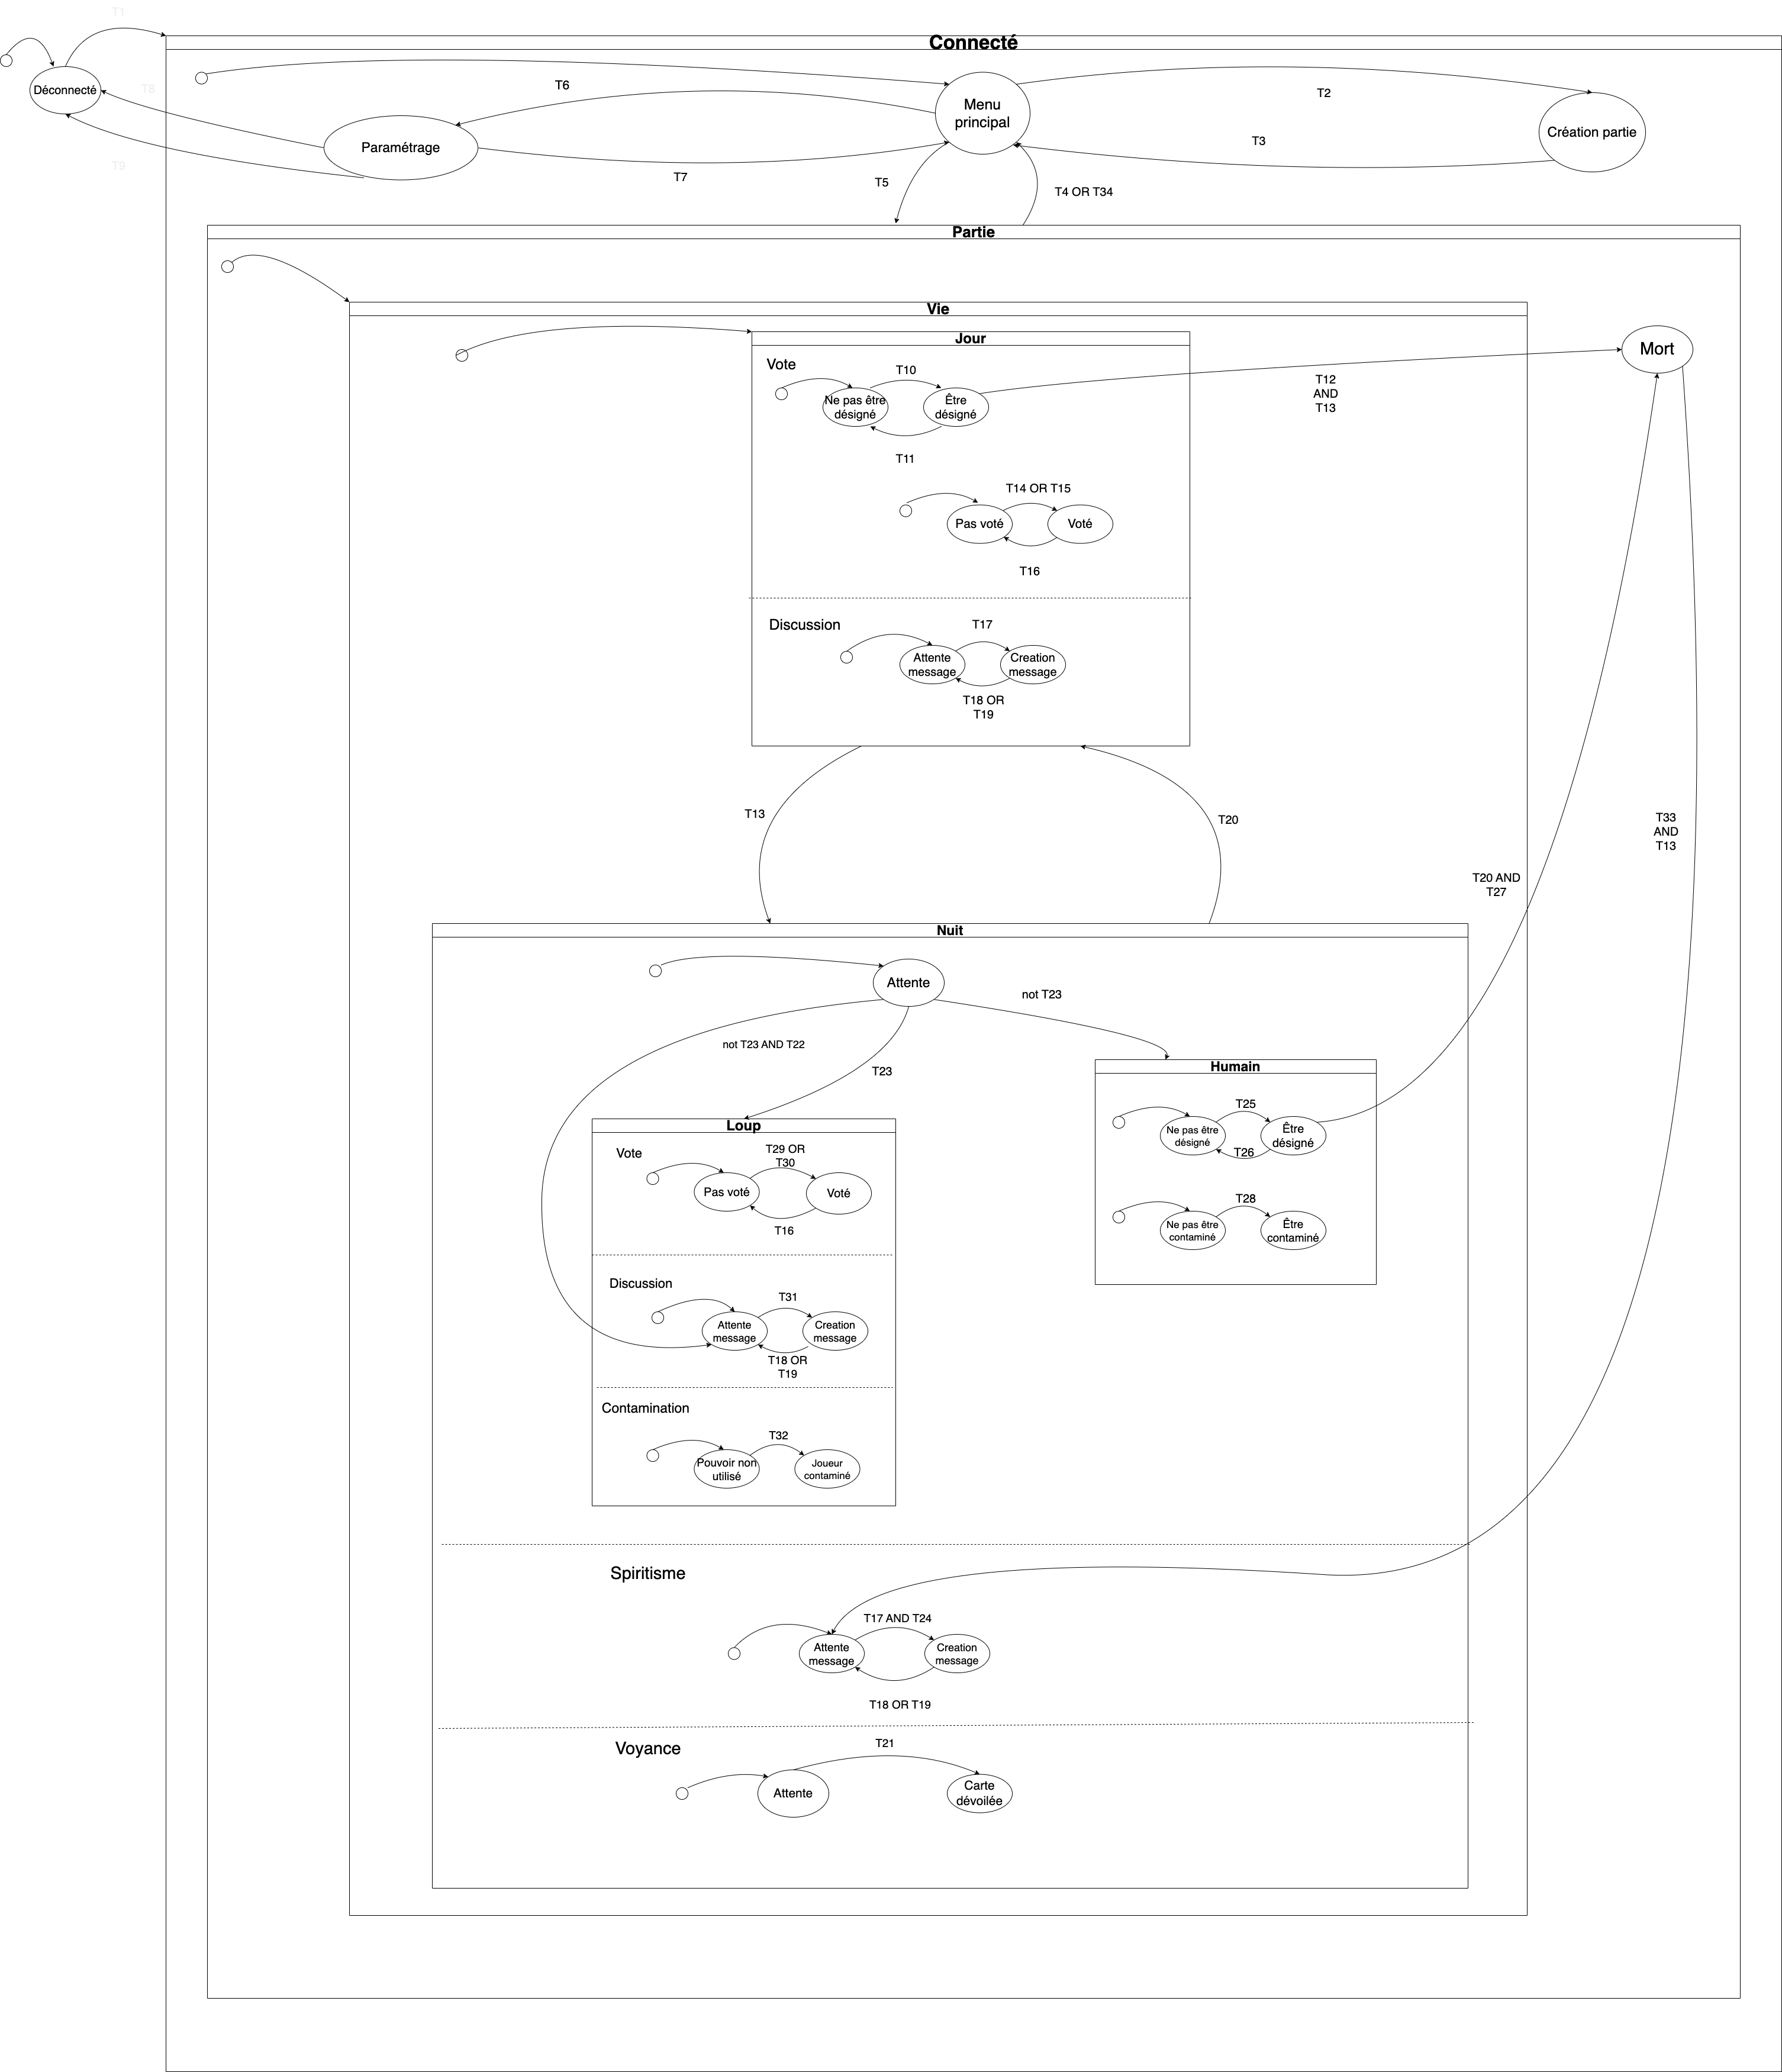 T1
Connecté
Déconnecté
T8
T9
T6
Menu
principal
T2
Création partie
Paramétrage
T3
T7
T5
T4 OR T34
Partie
Vie
Jour
Mort
Vote
T10
Ne pas être
désigné
Être
désigné
T12
AND
T13
T11
T14 OR T15
Pas voté
Voté
T16
Discussion
T17
Attente
message
Creation
message
T18 OR
T19
T13
T20
T33
AND
T13
T20 AND
T27
Nuit
Attente
not T23
not T23 AND T22
T23
Humain
T25
Ne pas être
désigné
Être
désigné
T26
T28
Ne pas être
contaminé
Être
contaminé
Loup
Vote
T29 OR
T30
Pas voté
Voté
T16
Discussion
T31
Attente
message
Creation
message
T18 OR
T19
Contamination
T32
Pouvoir non
utilisé
Joueur
contaminé
Spiritisme
T17 AND T24
Attente
message
Creation
message
T18 OR T19
Voyance
T21
Attente
Carte
dévoilée